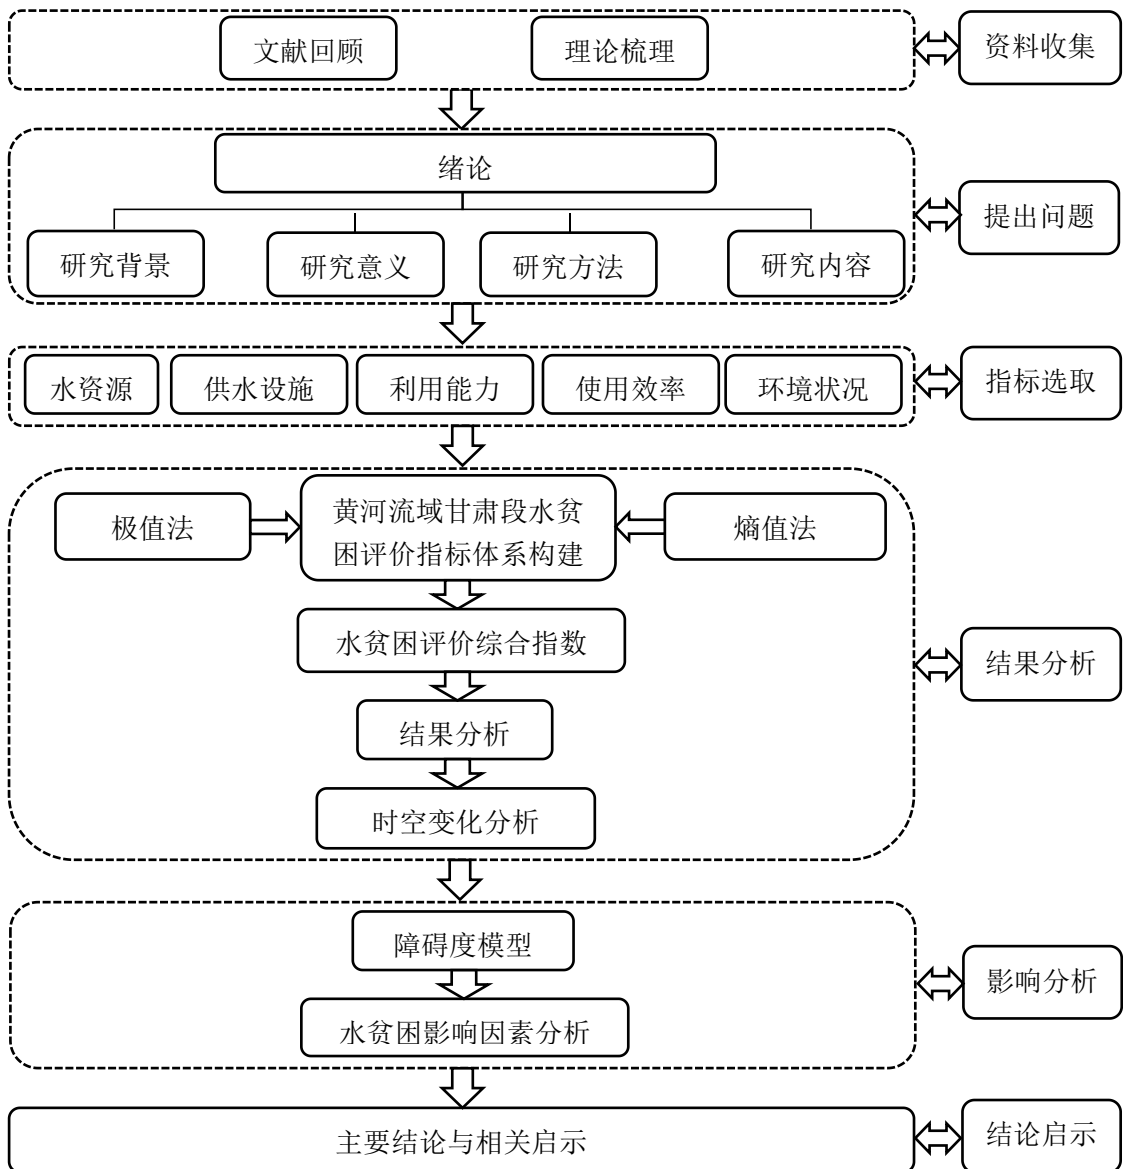 文献回顾
理论梳理
资料收集
绪论
研究背景
研究意义
研究方法
研究内容
提出问题
水资源
供水设施
利用能力
使用效率
环境状况
指标选取
极值法
黄河流域甘肃段水贫
困评价指标体系构建
熵值法
水贫困评价综合指数
结果分析
时空变化分析
结果分析
障碍度模型
水贫困影响因素分析
影响分析
主要结论与相关启示
结论启示